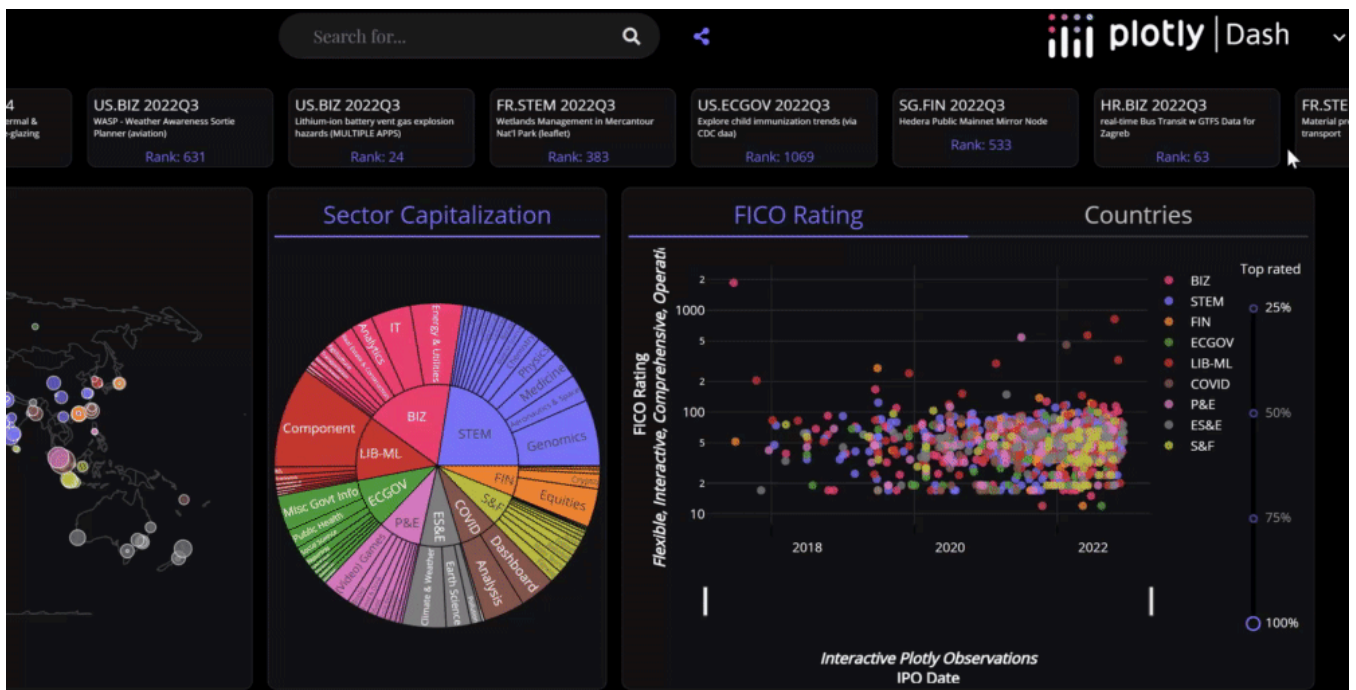 Search for...
plotly | Dash
4
ermal &
-glazing
US.BIZ 2022Q3
WASP - Weather Awareness Sortie
Planner (aviation)
Rank: 631
US.BIZ 2022Q3
Lithium-ion battery vent gas explosion
hazards (MULTIPLE APPS)
Rank: 24
FR.STEM 2022Q3
Wetlands Management in Mercantour
Nat'l Park (leaflet)
Rank: 383
US.ECGOV 2022Q3
Explore child immunization trends (via
CDC daa)
Rank: 1069
SG.FIN 2022Q3
Hedera Public Mainnet Mirror Node
Rank: 533
HR.BIZ 2022Q3
real-time Bus Transit w GTFS Data for
Zagreb
Rank: 63
FR.STE
Material pr
transport
Sector Capitalization
Energy & Utilities
IT
Analytics
BIZ
Component
LIB-ML
Misc Govt Info
Public Health
ECGOV
(Video) Games
P&E
Climate & Weather
Earth Science
ES&E
Analysis
Dashboard
COVID
S&F
Equities
Crypto
FIN
Genomics
Aeronautics & Space
Medicine
Physics
Chemistry
STEM
FICO Rating
Countries
FICO Rating
Flexible, Interactive, Comprehensive, Operati
2
1000
5
2
100
5
2
10
2018
2020
2022
BIZ
STEM
FIN
ECGOV
LIB-ML
COVID
P&E
ES&E
S&F
Top rated
25%
50%
75%
100%
Interactive Plotly Observations
IPO Date